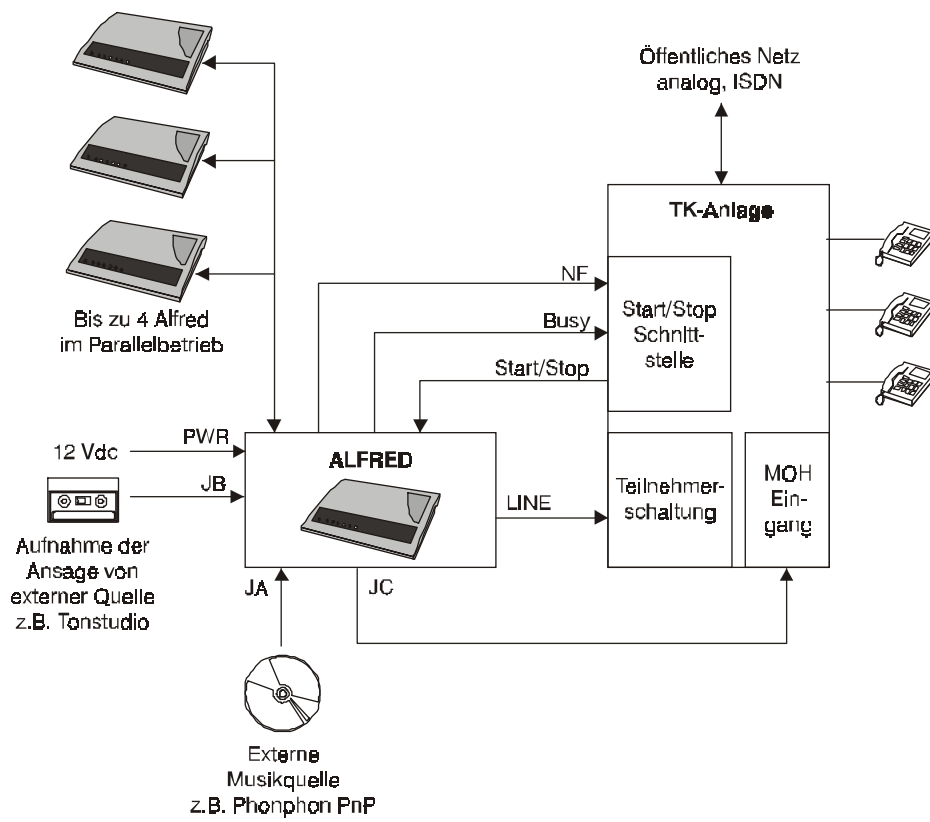 Öffentliches Netz
analog, ISDN
TK-Anlage
NF
Busy
Start/Stop
Start/Stop
Schnitt-
stelle
Bis zu 4 Alfred
im Parallelbetrieb
12 Vdc
PWR
JB
ALFRED
LINE
Teilnehmer-
schaltung
MOH
Ein-
gang
Aufnahme der
Ansage von
externer Quelle
z.B. Tonstudio
JA
JC
Externe
Musikquelle
z.B. Phonphon PnP